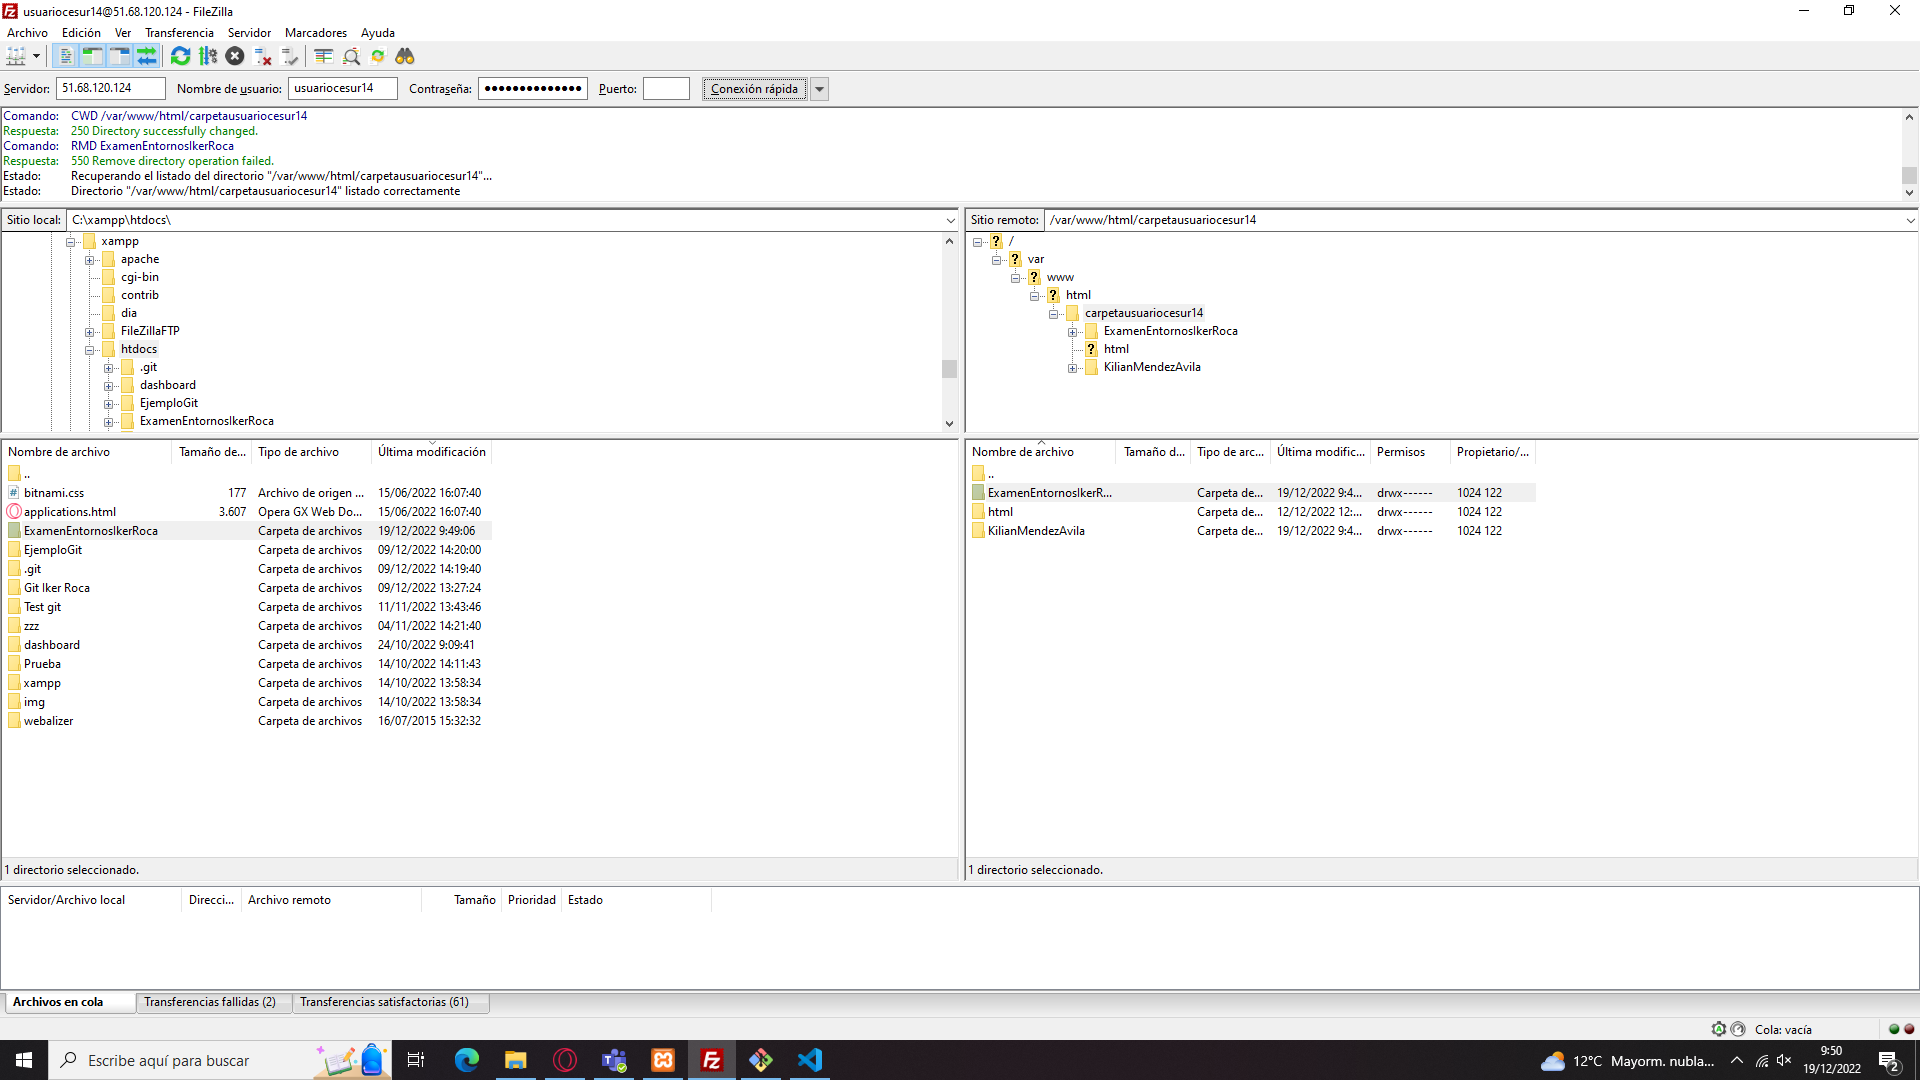 usuariocesur14@51.68.120.124 - FileZilla
Archivo Edición Ver Transferencia Servidor Marcadores Ayuda
Servidor: 51.68.120.124 Nombre de usuario: usuariocesur14 Contraseña: ●●●●●●●●●●●●●● Puerto: Conexión rápida
Comando: CWD /var/www/html/carpetausuariocesur14
Respuesta: 250 Directory successfully changed.
Comando: RMD ExamenEntornosIkerRoca
Respuesta: 550 Remove directory operation failed.
Estado: Recuperando el listado del directorio "/var/www/html/carpetausuariocesur14"...
Estado: Directorio "/var/www/html/carpetausuariocesur14" listado correctamente
Sitio local: C:\xampp\htdocs\
xampp
apache
cgi-bin
contrib
dia
FileZillaFTP
htdocs
.git
dashboard
EjemploGit
ExamenEntornosIkerRoca
Sitio remoto: /var/www/html/carpetausuariocesur14
/
var
www
html
carpetausuariocesur14
ExamenEntornosIkerRoca
html
KilianMendezAvila
Nombre de archivo Tamaño de... Tipo de archivo Última modificación
..
bitnami.css 177 Archivo de origen ... 15/06/2022 16:07:40
applications.html 3.607 Opera GX Web Do... 15/06/2022 16:07:40
ExamenEntornosIkerRoca Carpeta de archivos 19/12/2022 9:49:06
EjemploGit Carpeta de archivos 09/12/2022 14:20:00
.git Carpeta de archivos 09/12/2022 14:19:40
Git Iker Roca Carpeta de archivos 09/12/2022 13:27:24
Test git Carpeta de archivos 11/11/2022 13:43:46
zzz Carpeta de archivos 04/11/2022 14:21:40
dashboard Carpeta de archivos 24/10/2022 9:09:41
Prueba Carpeta de archivos 14/10/2022 14:11:43
xampp Carpeta de archivos 14/10/2022 13:58:34
img Carpeta de archivos 14/10/2022 13:58:34
webalizer Carpeta de archivos 16/07/2015 15:32:32
1 directorio seleccionado.
Nombre de archivo Tamaño d... Tipo de arc... Última modific... Permisos Propietario/...
..
ExamenEntornosIkerR... Carpeta de... 19/12/2022 9:4... drwx------ 1024 122
html Carpeta de... 12/12/2022 12:... drwx------ 1024 122
KilianMendezAvila Carpeta de... 19/12/2022 9:4... drwx------ 1024 122
1 directorio seleccionado.
Servidor/Archivo local Direcci... Archivo remoto Tamaño Prioridad Estado
Archivos en cola Transferencias fallidas (2) Transferencias satisfactorias (61)
Cola: vacía
Escribe aquí para buscar
12°C Mayorm. nubla...
9:50
19/12/2022
2